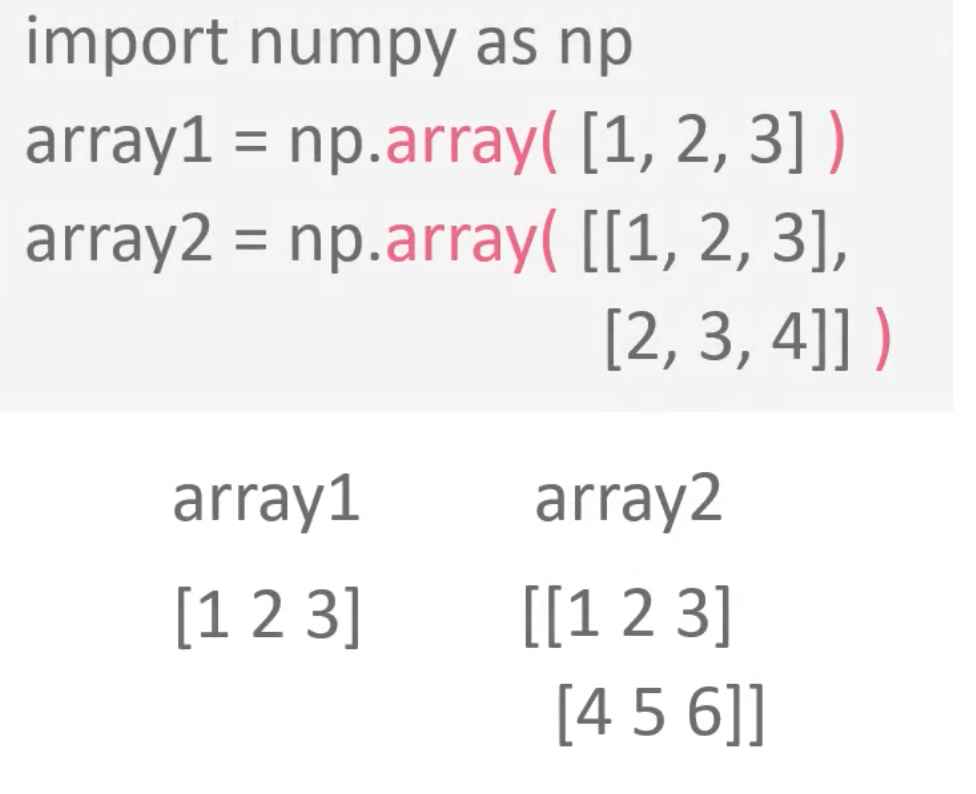 import numpy as np
array1 = np.array( [1, 2, 3] )
array2 = np.array( [[1, 2, 3],
[2, 3, 4]] )
array1 array2
[1 2 3] [[1 2 3]
[4 5 6]]